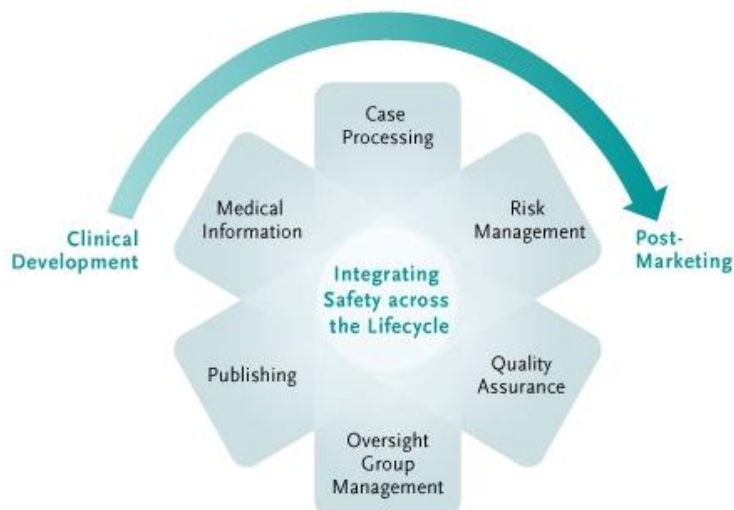 Case
Processing
Medical
Information
Risk
Management
Clinical
Development
Post-
Marketing
Integrating
Safety across
the Lifecycle
Publishing
Quality
Assurance
Oversight
Group
Management